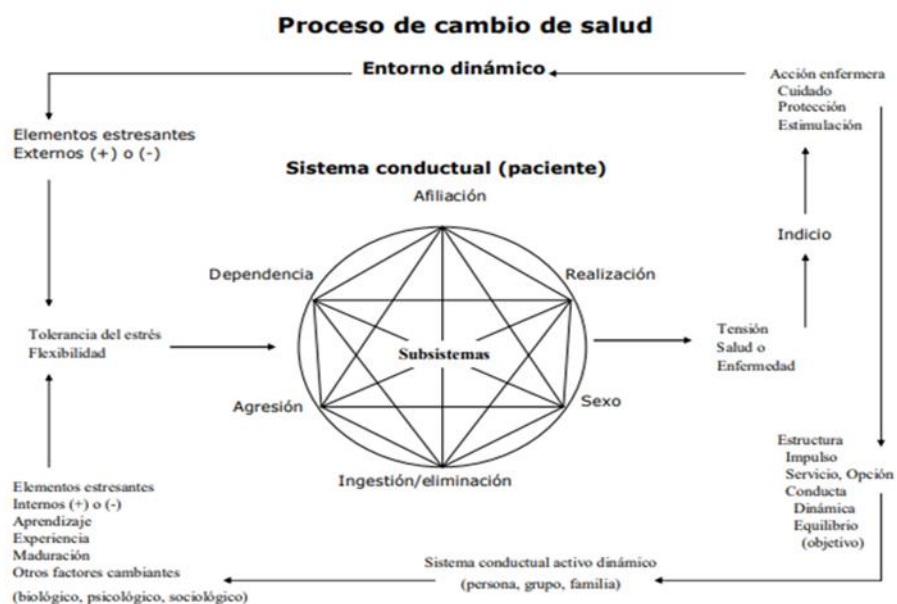 Proceso de cambio de salud
Entorno dinámico
Acción enfermera
Cuidado
Protección
Estimulación
Elementos estresantes
Externos (+) o (-)
Sistema conductual (paciente)
Afiliación
Dependencia
Realización
Indicio
Tolerancia del estrés
Flexibilidad
Subsistemas
Tensión
Salud o
Enfermedad
Agresión
Sexo
Ingestión/eliminación
Estructura
Impulso
Servicio, Opción
Conducta
Dinámica
Equilibrio
(objetivo)
Elementos estresantes
Internos (+) o (-)
Aprendizaje
Experiencia
Maduración
Otros factores cambiantes
(biológico, psicológico, sociológico)
Sistema conductual activo dinámico
(persona, grupo, familia)